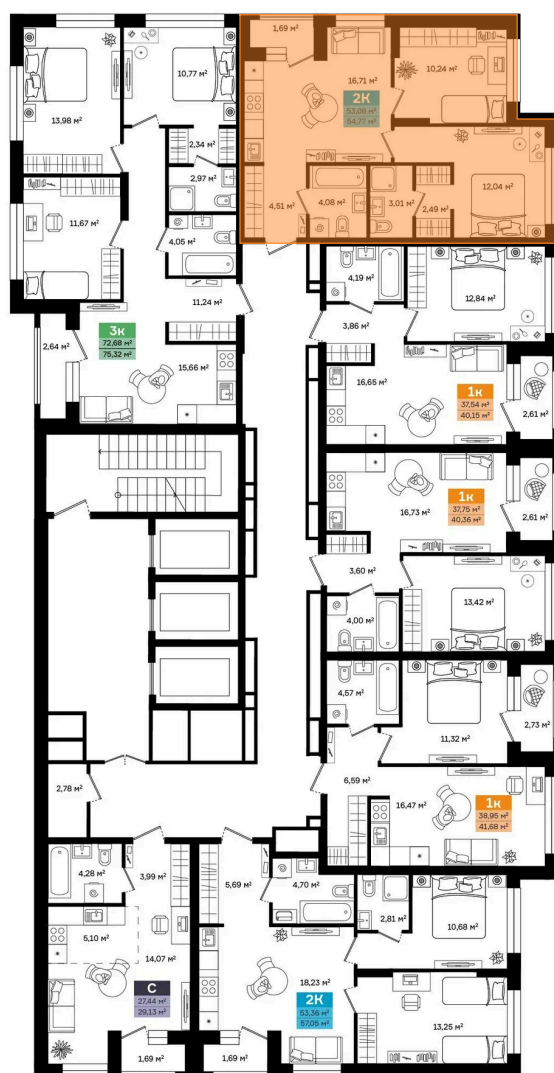 1,69 м²
10,77 м²
16,71 м²
10,24 м²
13,98 м²
2К
53,08 м²
54,77 м²
2,34 м²
2,97 м²
12,04 м²
4,51 м²
4,08 м²
3,01 м²
2,49 м²
11,67 м²
4,05 м²
4,19 м²
12,84 м²
11,24 м²
3,86 м²
2,64 м²
3к
72,68 м²
75,32 м²
15,66 м²
16,65 м²
1к
37,54 м²
40,15 м²
2,61 м²
16,73 м²
1к
37,75 м²
40,36 м²
2,61 м²
3,60 м²
13,42 м²
4,00 м²
4,57 м²
11,32 м²
2,73 м²
2,78 м²
6,59 м²
16,47 м²
1к
38,95 м²
41,68 м²
4,28 м²
3,99 м²
5,69 м²
4,70 м²
2,81 м²
10,68 м²
5,10 м²
14,07 м²
С
27,44 м²
29,13 м²
18,23 м²
2К
53,36 м²
57,05 м²
13,25 м²
1,69 м²
1,69 м²